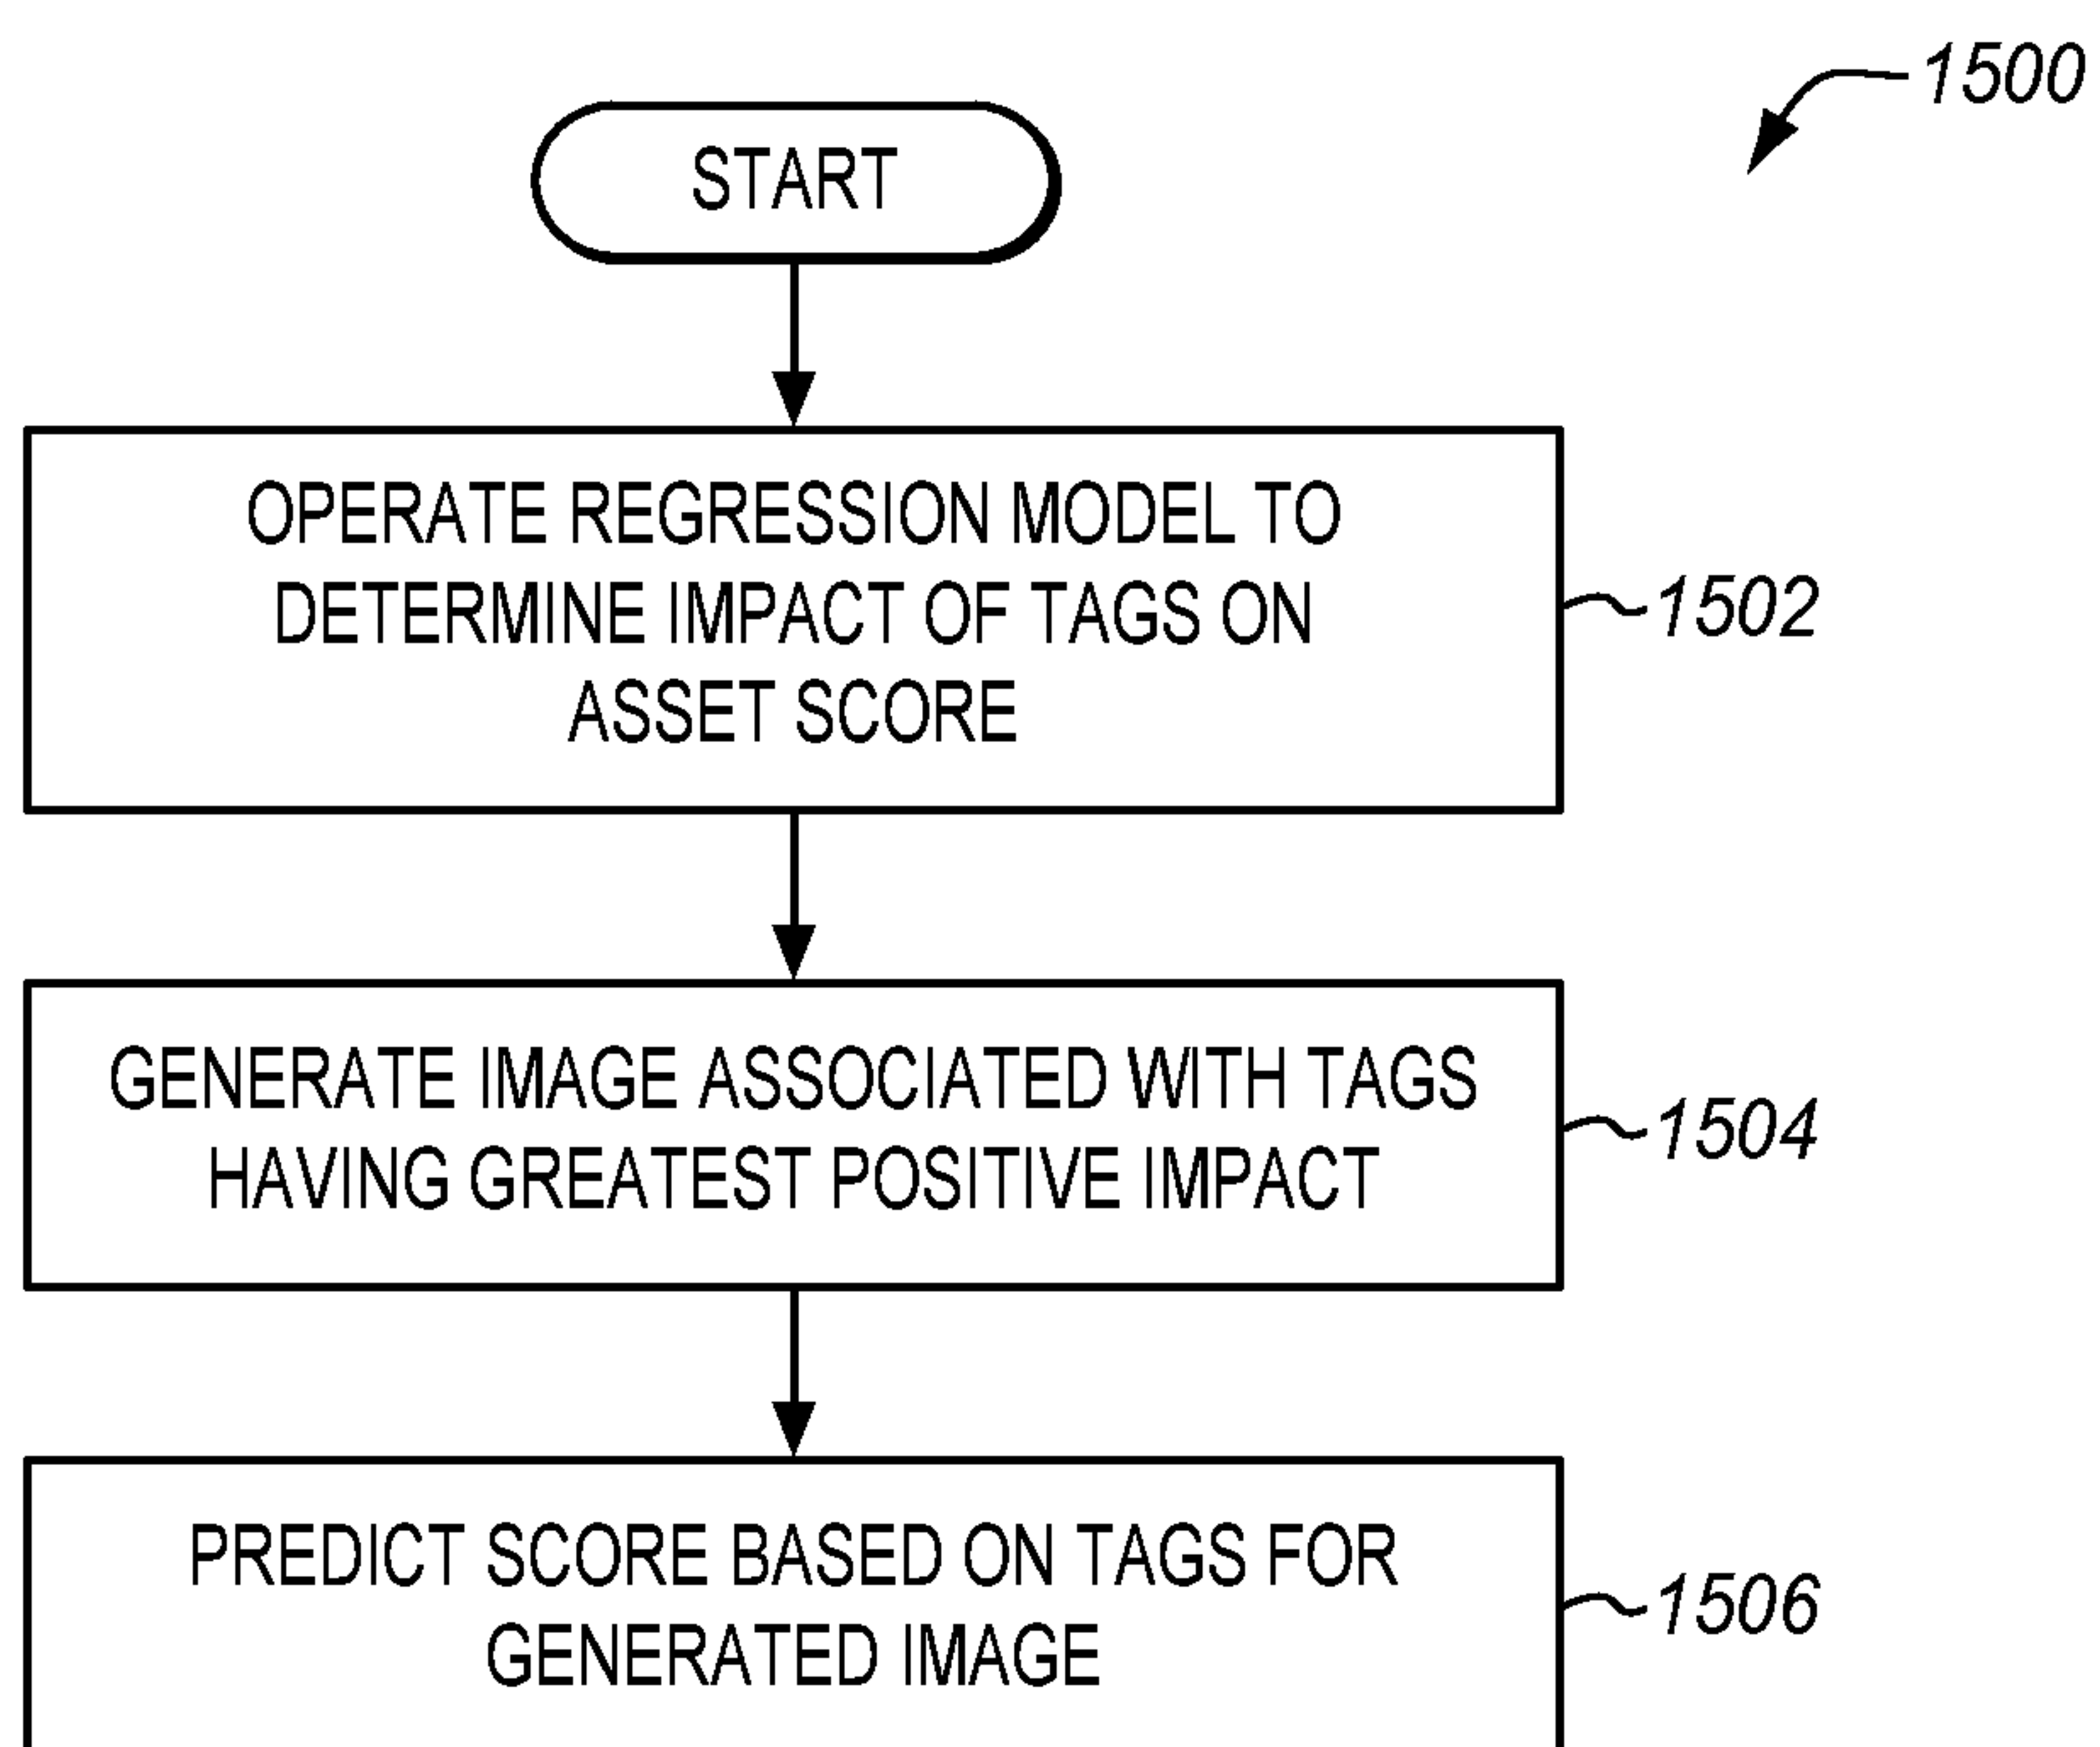 1500
START
OPERATE REGRESSION MODEL TO
DETERMINE IMPACT OF TAGS ON
ASSET SCORE
1502
GENERATE IMAGE ASSOCIATED WITH TAGS
HAVING GREATEST POSITIVE IMPACT
1504
PREDICT SCORE BASED ON TAGS FOR
GENERATED IMAGE
1506